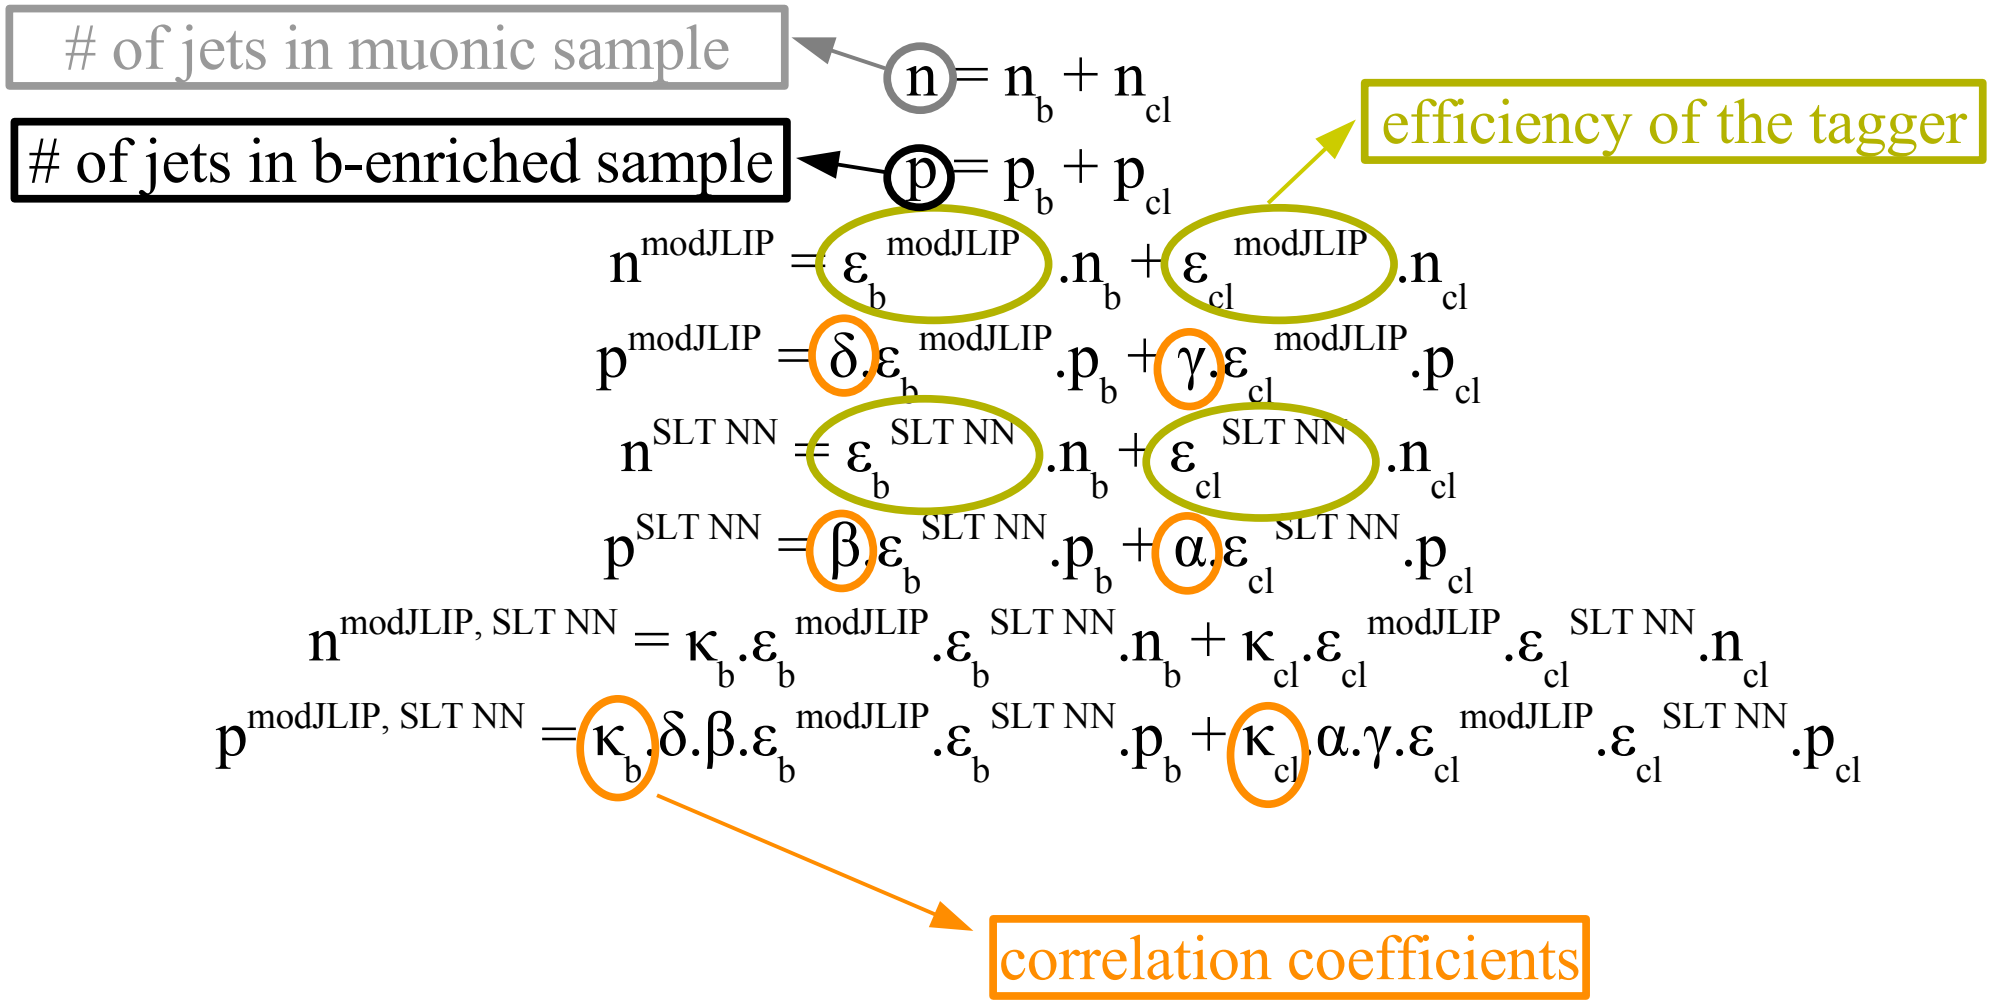 # of jets in muonic sample
n = n_b + n_cl
efficiency of the tagger
# of jets in b-enriched sample
p = p_b + p_cl
n^modJLIP = ε_b^modJLIP.n_b + ε_cl^modJLIP.n_cl
p^modJLIP = δ.ε_b^modJLIP.p_b + γ.ε_cl^modJLIP.p_cl
n^SLT NN = ε_b^SLT NN.n_b + ε_cl^SLT NN.n_cl
p^SLT NN = β.ε_b^SLT NN.p_b + α.ε_cl^SLT NN.p_cl
n^modJLIP, SLT NN = κ_b.ε_b^modJLIP.ε_b^SLT NN.n_b + κ_cl.ε_cl^modJLIP.ε_cl^SLT NN.n_cl
p^modJLIP, SLT NN = κ_b.δ.β.ε_b^modJLIP.ε_b^SLT NN.p_b + κ_cl.α.γ.ε_cl^modJLIP.ε_cl^SLT NN.p_cl
correlation coefficients